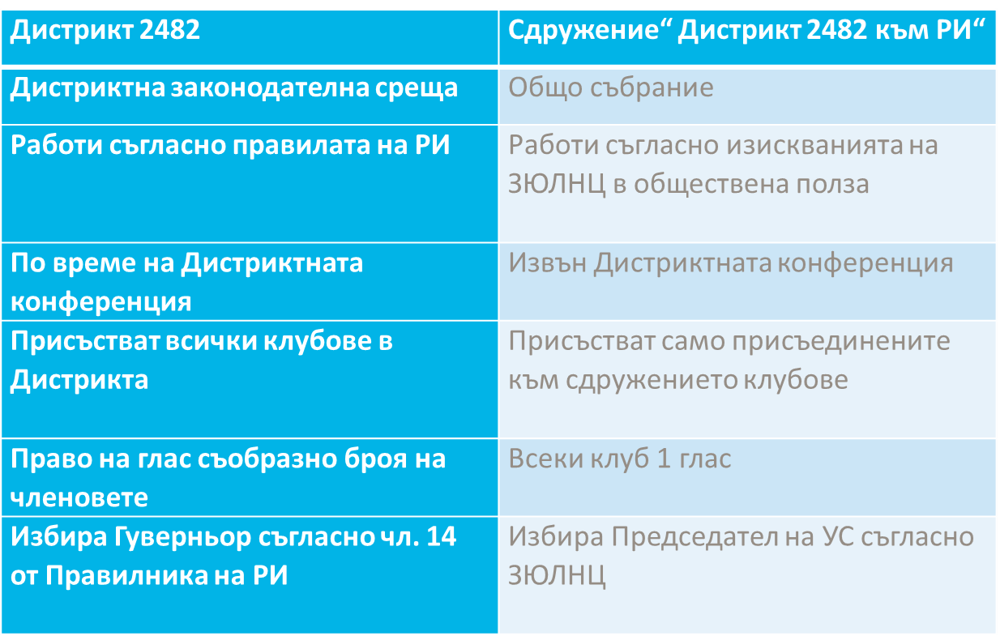 Дистрикт 2482
Сдружение“ Дистрикт 2482 към РИ“
Дистриктна законодателна среща
Общо събрание
Работи съгласно правилата на РИ
Работи съгласно изискванията на
ЗЮЛНЦ в обществена полза
По време на Дистриктната
конференция
Извън Дистриктната конференция
Присъстват всички клубове в
Дистрикта
Присъстват само присъединените
към сдружението клубове
Право на глас съобразно броя на
членовете
Всеки клуб 1 глас
Избира Гуверньор съгласно чл. 14
от Правилника на РИ
Избира Председател на УС съгласно
ЗЮЛНЦ